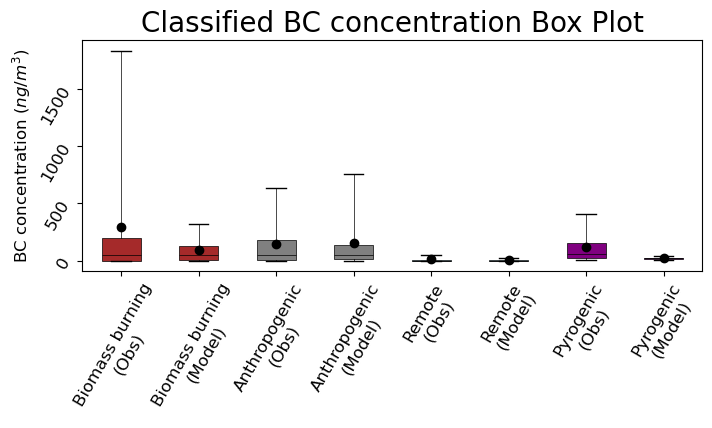 Classified BC concentration Box Plot
BC concentration (ng/m³)
1500
1000
500
0
Biomass burning
(Obs)
Biomass burning
(Model)
Anthropogenic
(Obs)
Anthropogenic
(Model)
Remote
(Obs)
Remote
(Model)
Pyrogenic
(Obs)
Pyrogenic
(Model)